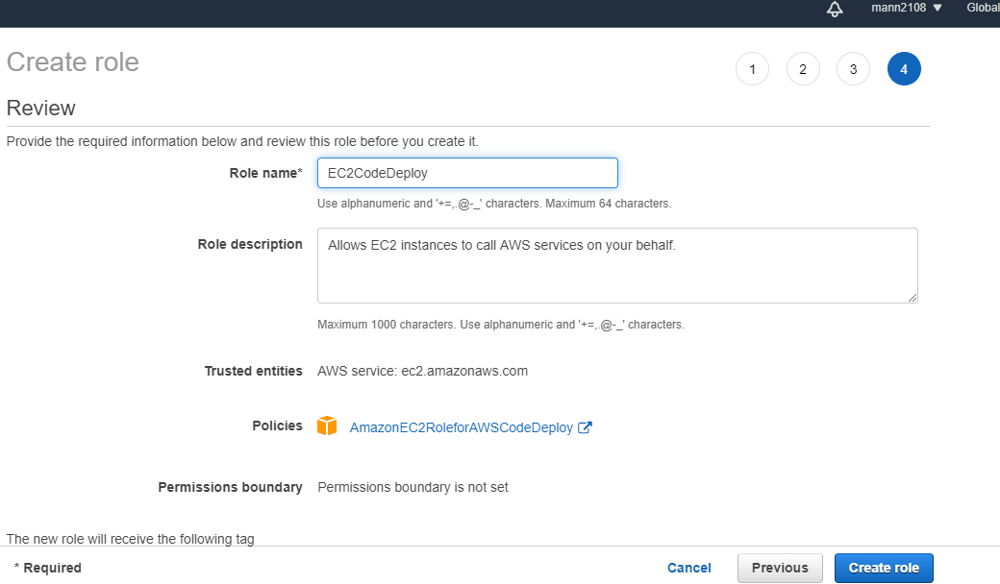 mann2108 ▼ Global
Create role
1 2 3 4
Review
Provide the required information below and review this role before you create it.
Role name* EC2CodeDeploy
Use alphanumeric and '+=,.@-_' characters. Maximum 64 characters.
Role description Allows EC2 instances to call AWS services on your behalf.
Maximum 1000 characters. Use alphanumeric and '+=,.@-_' characters.
Trusted entities AWS service: ec2.amazonaws.com
Policies AmazonEC2RoleforAWSCodeDeploy
Permissions boundary Permissions boundary is not set
The new role will receive the following tag
* Required Cancel Previous Create role